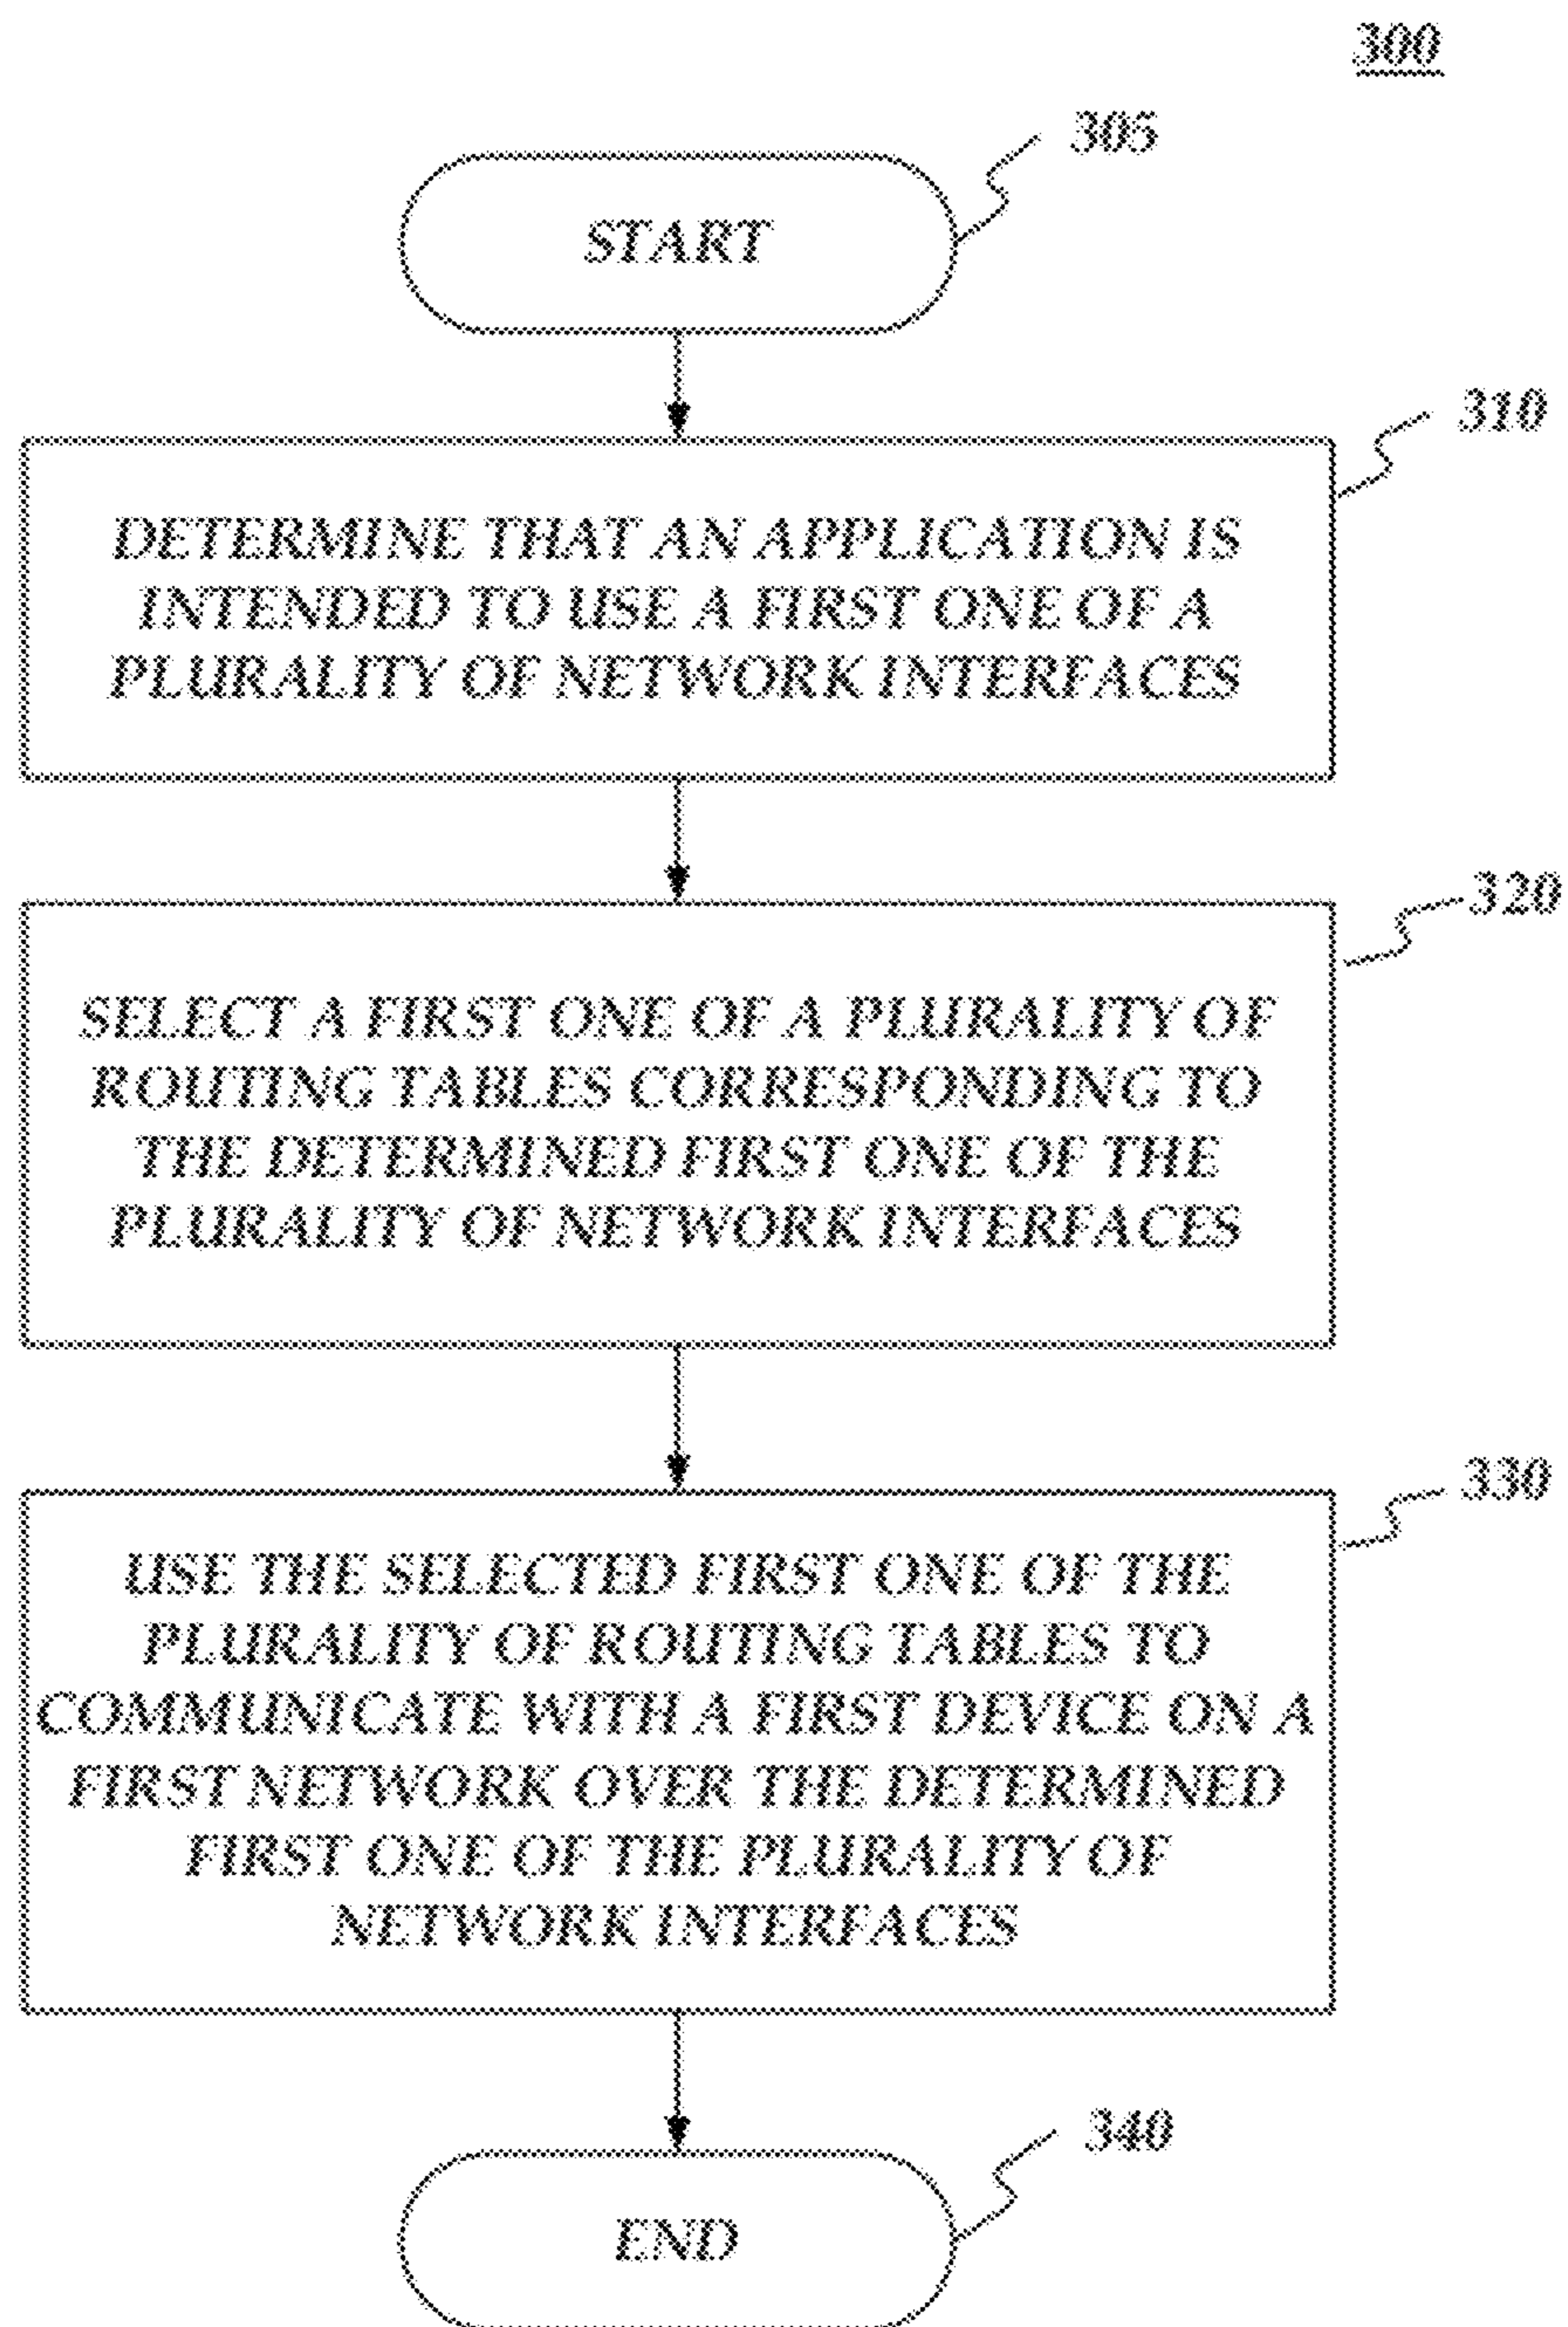 300
305
START
310
DETERMINE THAT AN APPLICATION IS
INTENDED TO USE A FIRST ONE OF A
PLURALITY OF NETWORK INTERFACES
320
SELECT A FIRST ONE OF A PLURALITY OF
ROUTING TABLES CORRESPONDING TO
THE DETERMINED FIRST ONE OF THE
PLURALITY OF NETWORK INTERFACES
330
USE THE SELECTED FIRST ONE OF THE
PLURALITY OF ROUTING TABLES TO
COMMUNICATE WITH A FIRST DEVICE ON A
FIRST NETWORK OVER THE DETERMINED
FIRST ONE OF THE PLURALITY OF
NETWORK INTERFACES
340
END